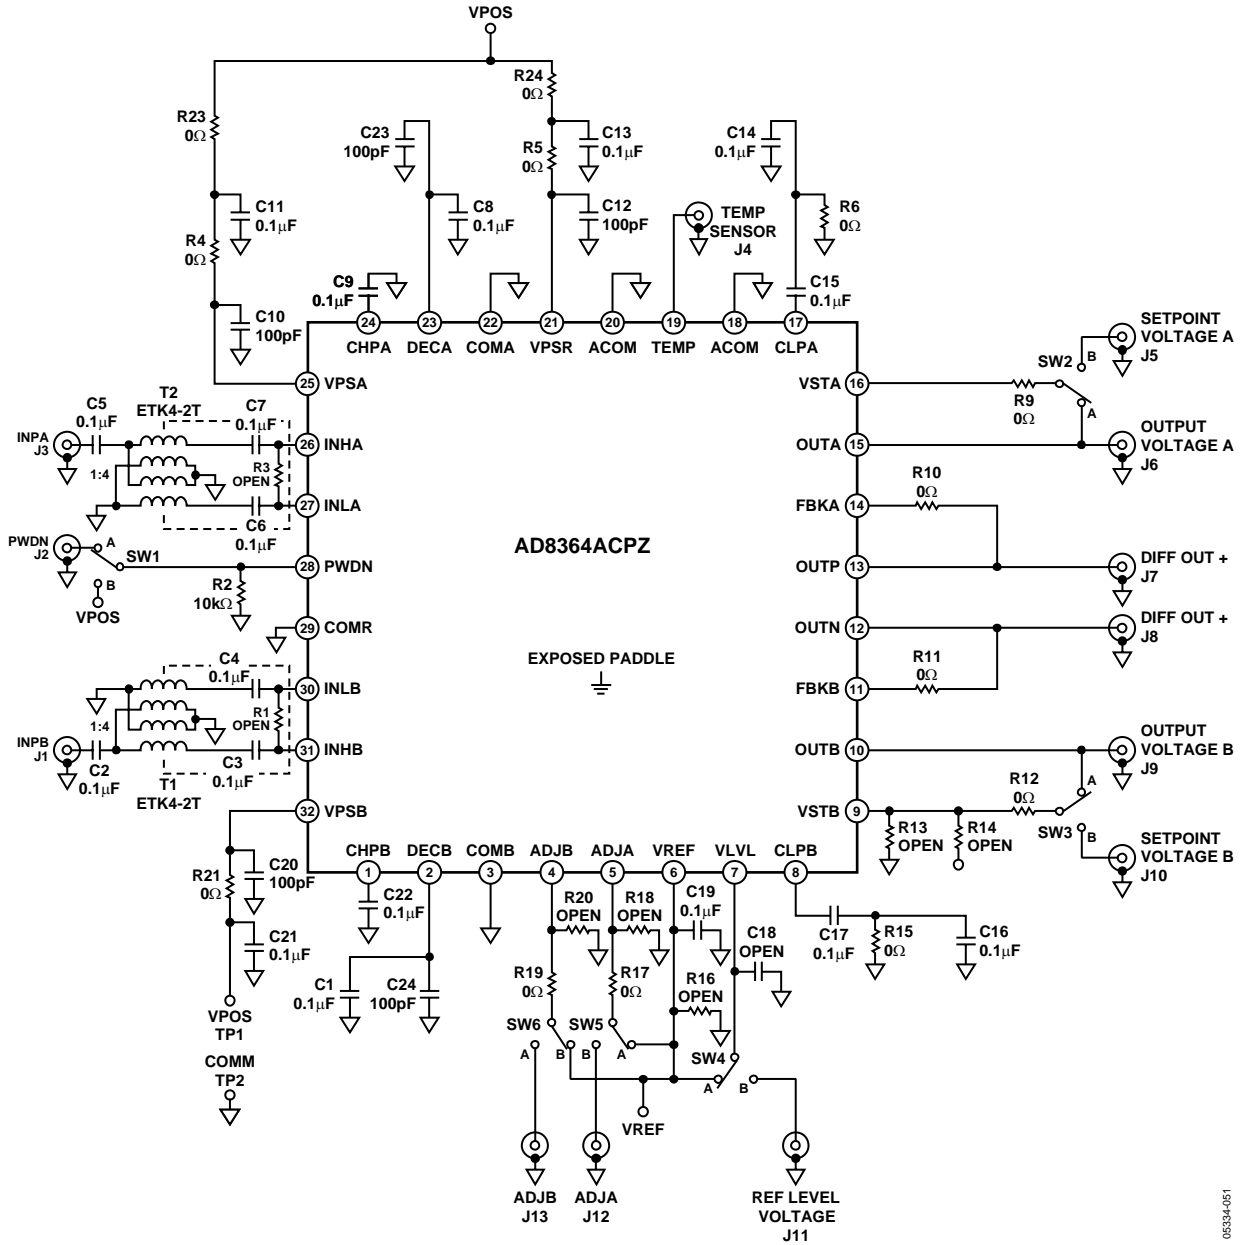 VPOS
R24
0Ω
R23
0Ω
C23
100pF
C13
0.1μF
R5
0Ω
C14
0.1μF
C11
0.1μF
C8
0.1μF
C12
100pF
TEMP
SENSOR
J4
R6
0Ω
R4
0Ω
C9
0.1μF
C15
0.1μF
C10
100pF
24
23
22
21
20
19
18
17
CHPA
DECA
COMA
VPSR
ACOM
TEMP
ACOM
CLPA
SETPOINT
VOLTAGE A
J5
SW2
B
A
25
VPSA
VSTA
16
R9
0Ω
T2
ETK4-2T
C5
0.1μF
C7
0.1μF
INPA
J3
26
INHA
OUTA
15
OUTPUT
VOLTAGE A
J6
1:4
R3
OPEN
R10
0Ω
27
INLA
FBKA
14
C6
0.1μF
PWDN
J2
A
SW1
B
VPOS
AD8364ACPZ
28
PWDN
OUTP
13
DIFF OUT +
J7
R2
10kΩ
29
COMR
OUTN
12
DIFF OUT +
J8
EXPOSED PADDLE
C4
0.1μF
R11
0Ω
30
INLB
FBKB
11
R1
OPEN
1:4
INPB
J1
C2
0.1μF
C3
0.1μF
T1
ETK4-2T
31
INHB
OUTB
10
OUTPUT
VOLTAGE B
J9
R12
0Ω
A
32
VPSB
VSTB
9
SW3
B
R13
OPEN
R14
OPEN
SETPOINT
VOLTAGE B
J10
CHPB
DECB
COMB
ADJB
ADJA
VREF
VLVL
CLPB
1
2
3
4
5
6
7
8
C20
100pF
R21
0Ω
C22
0.1μF
R20
OPEN
R18
OPEN
C19
0.1μF
C18
OPEN
C17
0.1μF
R15
0Ω
C16
0.1μF
C21
0.1μF
C1
0.1μF
C24
100pF
R19
0Ω
R17
0Ω
R16
OPEN
VPOS
TP1
SW6
A
B
SW5
B
A
SW4
A
B
COMM
TP2
VREF
ADJB
J13
ADJA
J12
REF LEVEL
VOLTAGE
J11
05334-051